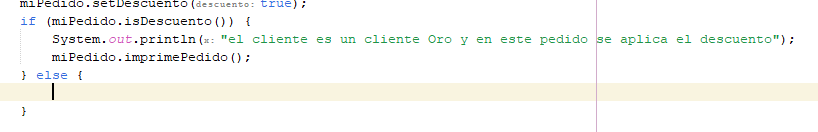 miPedido.setDescuento(descuento: true);
if (miPedido.isDescuento()) {
System.out.println(x: "el cliente es un cliente Oro y en este pedido se aplica el descuento");
miPedido.imprimePedido();
} else {
}